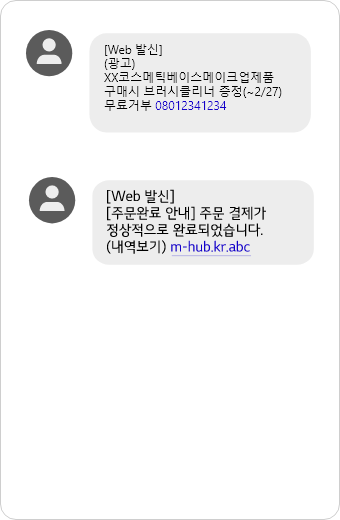 [Web 발신]
(광고)
XX코스메틱베이스메이크업제품
구매시 브러시클리너 증정(~2/27)
무료거부 08012341234
[Web 발신]
[주문완료 안내] 주문 결제가
정상적으로 완료되었습니다.
(내역보기) m-hub.kr.abc